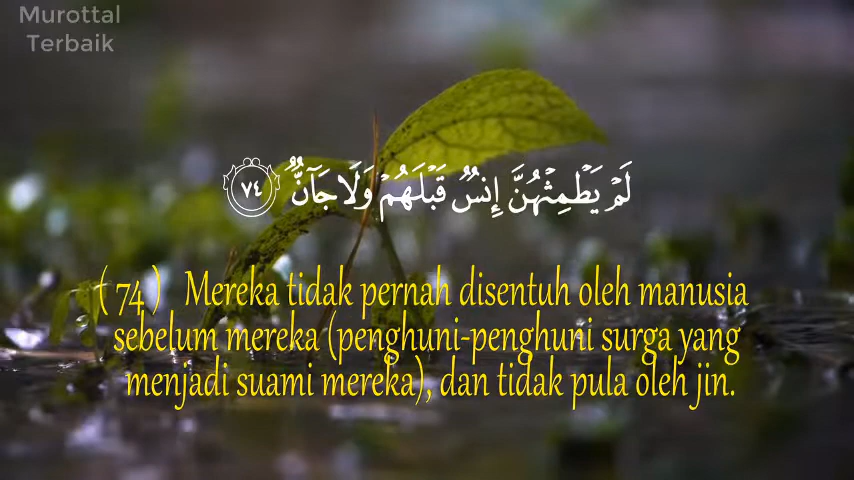 Murottal
Terbaik
لَمْ يَطْمِثْهُنَّ إِنسٌ قَبْلَهُمْ وَلَا جَآنٌّ ٧٤
( 74 ) Mereka tidak pernah disentuh oleh manusia
sebelum mereka (penghuni-penghuni surga yang
menjadi suami mereka), dan tidak pula oleh jin.